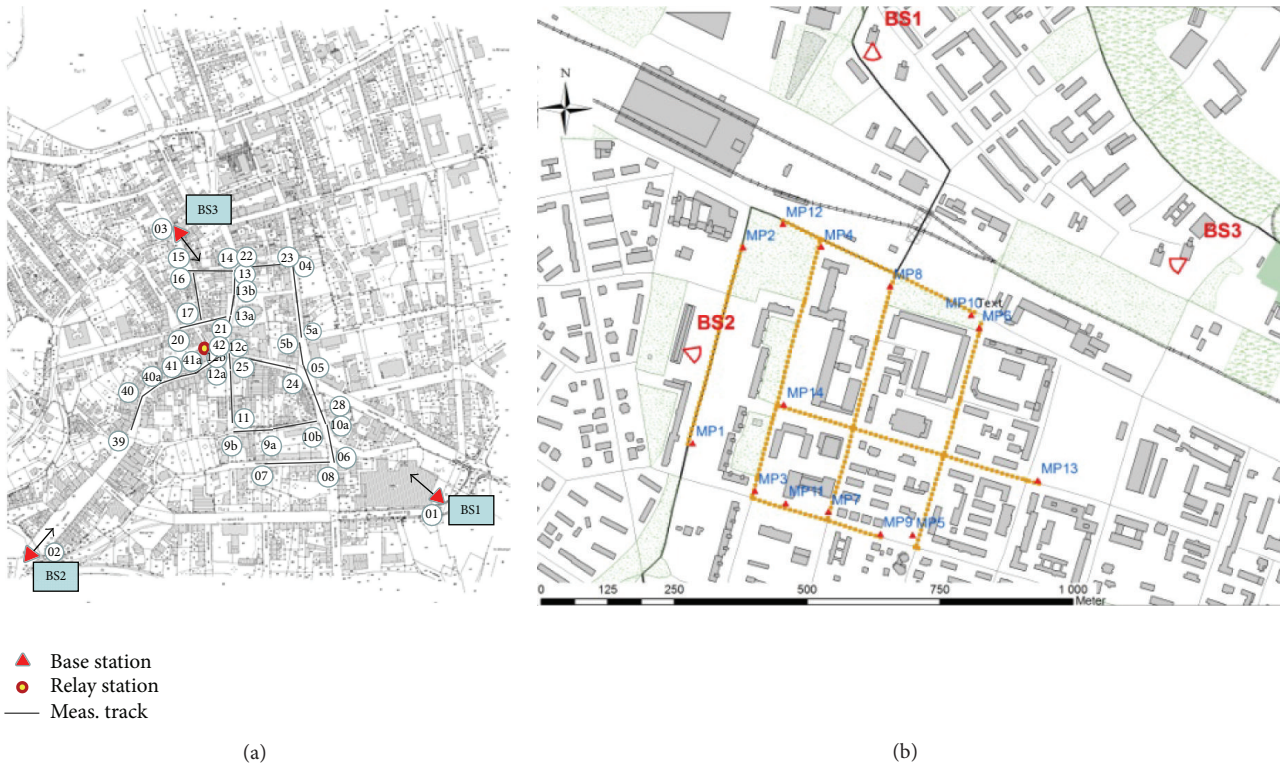 BS3
03
15
14
22
23
04
16
13
13b
17
13a
20
21
5a
42
12c
5b
41
41a
12b
12a
25
05
40a
40
24
28
11
10a
39
9b
9a
10b
06
07
08
01
BS1
02
BS2
Base station
Relay station
Meas. track
(a)
BS1
N
BS3
MP12
MP2
MP4
MP8
MP10
Text
MP6
BS2
MP14
MP1
MP13
MP3
MP11
MP7
MP9
MP5
0 125 250 500 750 1 000
Meter
(b)